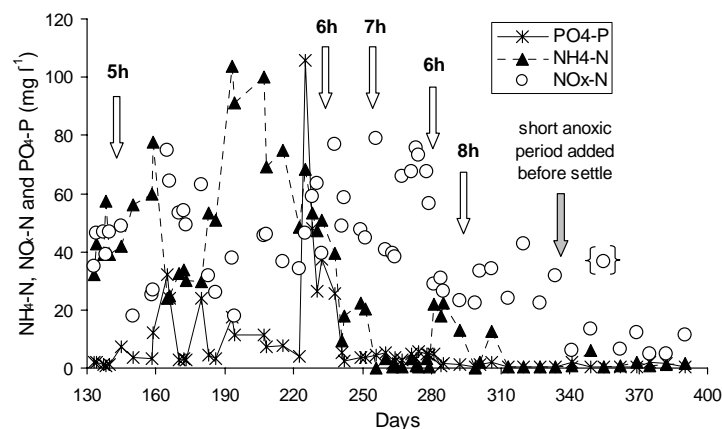 6h
7h
5h
6h
8h
PO4-P
NH4-N
NOx-N
short anoxic
period added
before settle
NH4-N, NOx-N and PO4-P (mg l-1)
120
100
80
60
40
20
0
{ }
130 160 190 220 250 280 310 340 370 400
Days